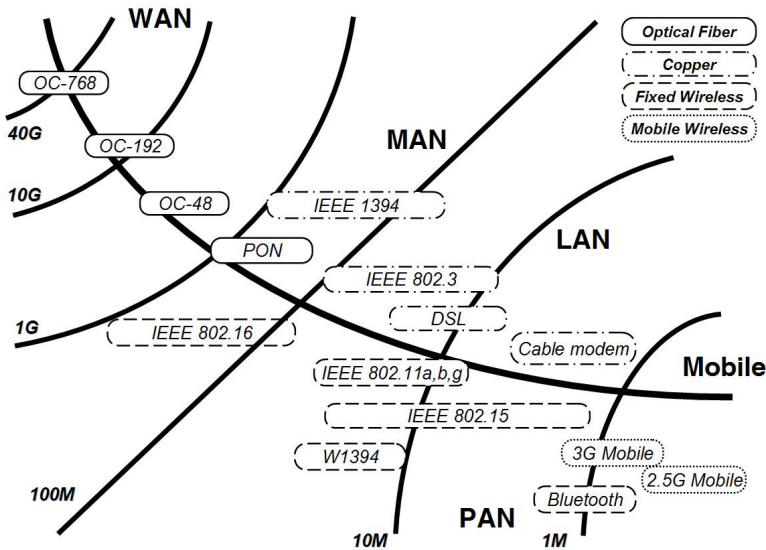 WAN
Optical Fiber
Copper
Fixed Wireless
Mobile Wireless
OC-768
40G
OC-192
MAN
10G
OC-48
IEEE 1394
PON
LAN
IEEE 802.3
DSL
1G
IEEE 802.16
Cable modem
Mobile
IEEE 802.11a,b,g
IEEE 802.15
W1394
3G Mobile
2.5G Mobile
100M
Bluetooth
PAN
10M
1M